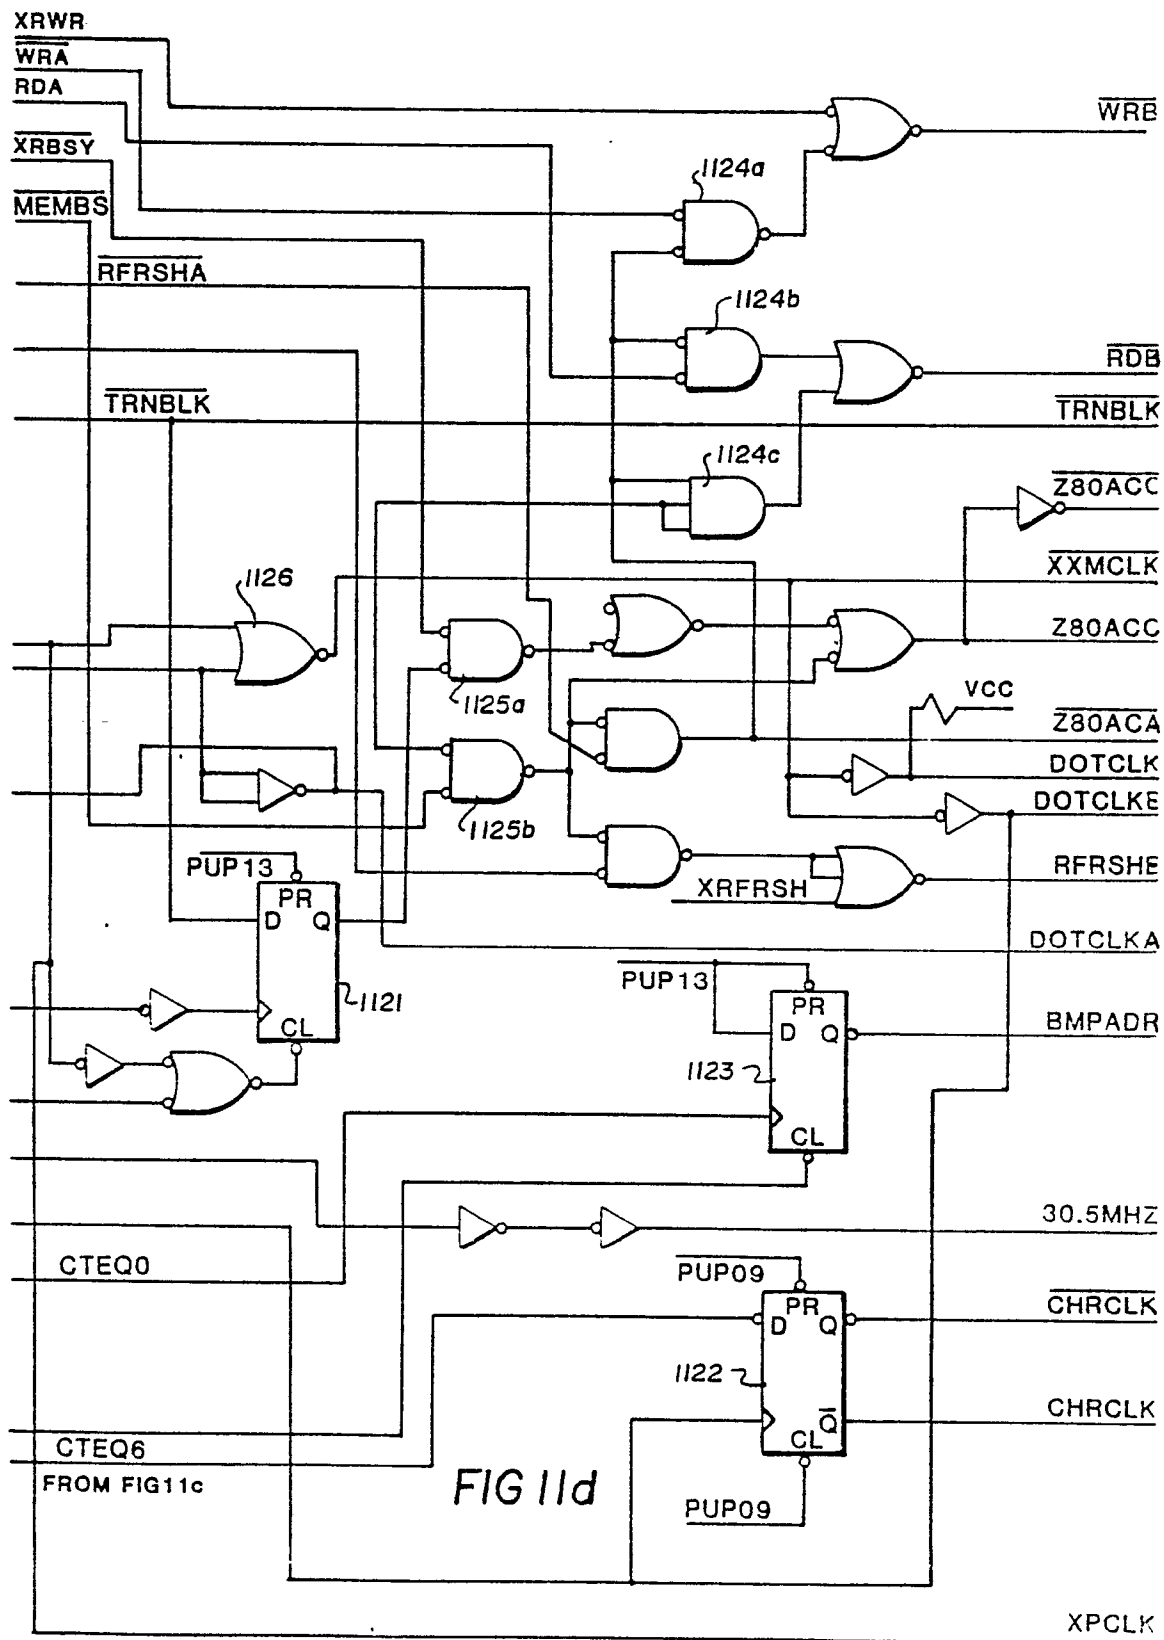 XRWR
WRA
RDA
XRBSY
MEMBS
RFRSHA
TRNBLK
1124a
WRB
1124b
RDB
TRNBLK
1124c
Z80ACC
XXMCLK
1126
Z80ACC
1125a
VCC
Z80ACA
DOTCLK
1125b
DOTCLKE
PUP13
PR
D Q
1121
CL
XRFRSH
RFRSHE
DOTCLKA
PUP13
PR
D Q
1123
CL
BMPADR
30.5MHZ
CTEQ0
PUP09
PR
D Q
1122
Q
CL
CHRCLK
CHRCLK
CTEQ6
FROM FIG11c
FIG 11d
PUP09
XPCLK